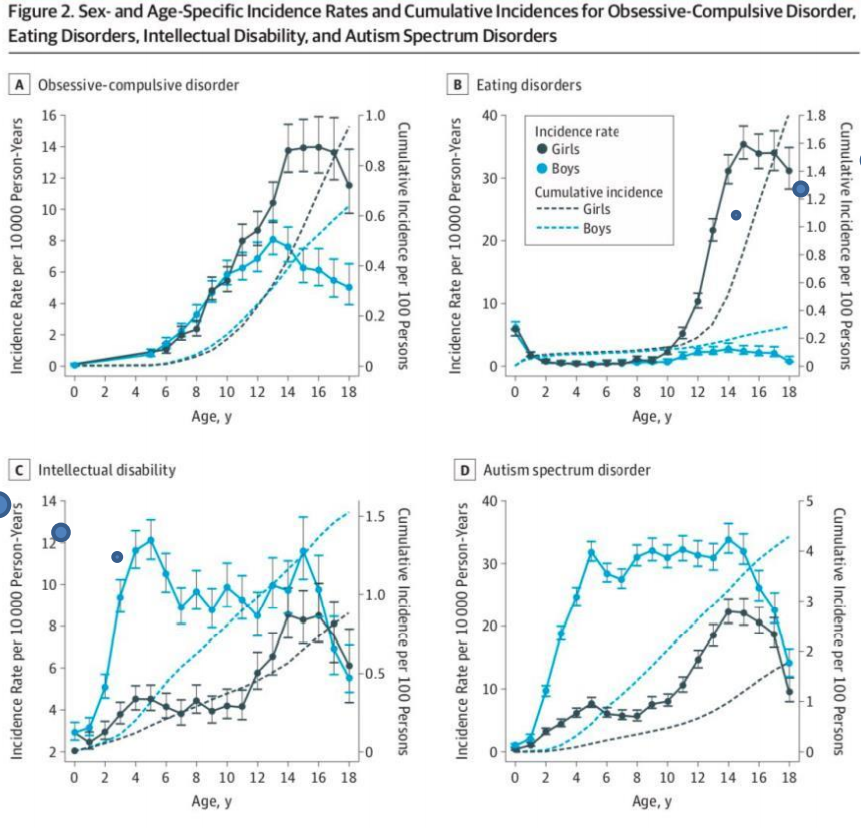 Figure 2. Sex- and Age-Specific Incidence Rates and Cumulative Incidences for Obsessive-Compulsive Disorder,
Eating Disorders, Intellectual Disability, and Autism Spectrum Disorders
A Obsessive-compulsive disorder
Incidence Rate per 10 000 Person-Years
16
14
12
10
8
6
4
2
0
1.0
0.8
0.6
0.4
0.2
0
Cumulative Incidence per 100 Persons
0 2 4 6 8 10 12 14 16 18
Age, y
B Eating disorders
Incidence Rate per 10 000 Person-Years
40
30
20
10
0
Incidence rate
Girls
Boys
Cumulative incidence
Girls
Boys
1.8
1.6
1.4
1.2
1.0
0.8
0.6
0.4
0.2
0
Cumulative Incidence per 100 Persons
0 2 4 6 8 10 12 14 16 18
Age, y
C Intellectual disability
Incidence Rate per 10 000 Person-Years
14
12
10
8
6
4
2
1.5
1.0
0.5
0
Cumulative Incidence per 100 Persons
0 2 4 6 8 10 12 14 16 18
Age, y
D Autism spectrum disorder
Incidence Rate per 10 000 Person-Years
40
30
20
10
0
5
4
3
2
1
0
Cumulative Incidence per 100 Persons
0 2 4 6 8 10 12 14 16 18
Age, y